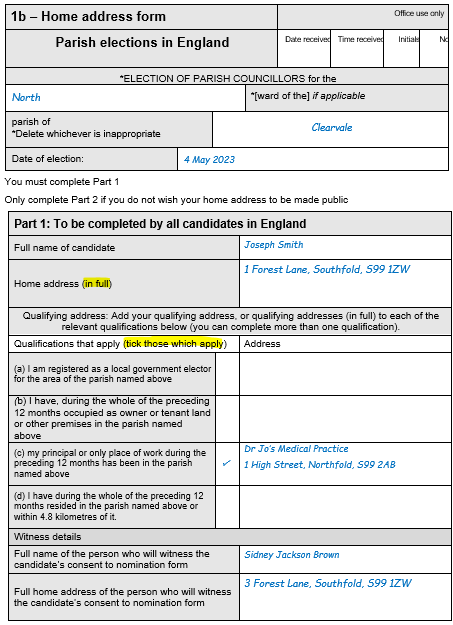 1b – Home address form
Office use only
Parish elections in England
Date received
Time received
Initials
No
*ELECTION OF PARISH COUNCILLORS for the
North
*[ward of the] if applicable
parish of
*Delete whichever is inappropriate
Clearvale
Date of election:
4 May 2023
You must complete Part 1
Only complete Part 2 if you do not wish your home address to be made public
Part 1: To be completed by all candidates in England
Full name of candidate
Joseph Smith
Home address (in full)
1 Forest Lane, Southfold, S99 1ZW
Qualifying address: Add your qualifying address, or qualifying addresses (in full) to each of the
relevant qualifications below (you can complete more than one qualification).
Qualifications that apply (tick those which apply)
Address
(a) I am registered as a local government elector
for the area of the parish named above
(b) I have, during the whole of the preceding
12 months occupied as owner or tenant land
or other premises in the parish named
above
(c) my principal or only place of work during the
preceding 12 months has been in the parish
named above
✓
Dr Jo's Medical Practice
1 High Street, Northfold, S99 2AB
(d) I have during the whole of the preceding 12
months resided in the parish named above or
within 4.8 kilometres of it.
Witness details
Full name of the person who will witness the
candidate's consent to nomination form
Sidney Jackson Brown
Full home address of the person who will witness
the candidate's consent to nomination form
3 Forest Lane, Southfold, S99 1ZW